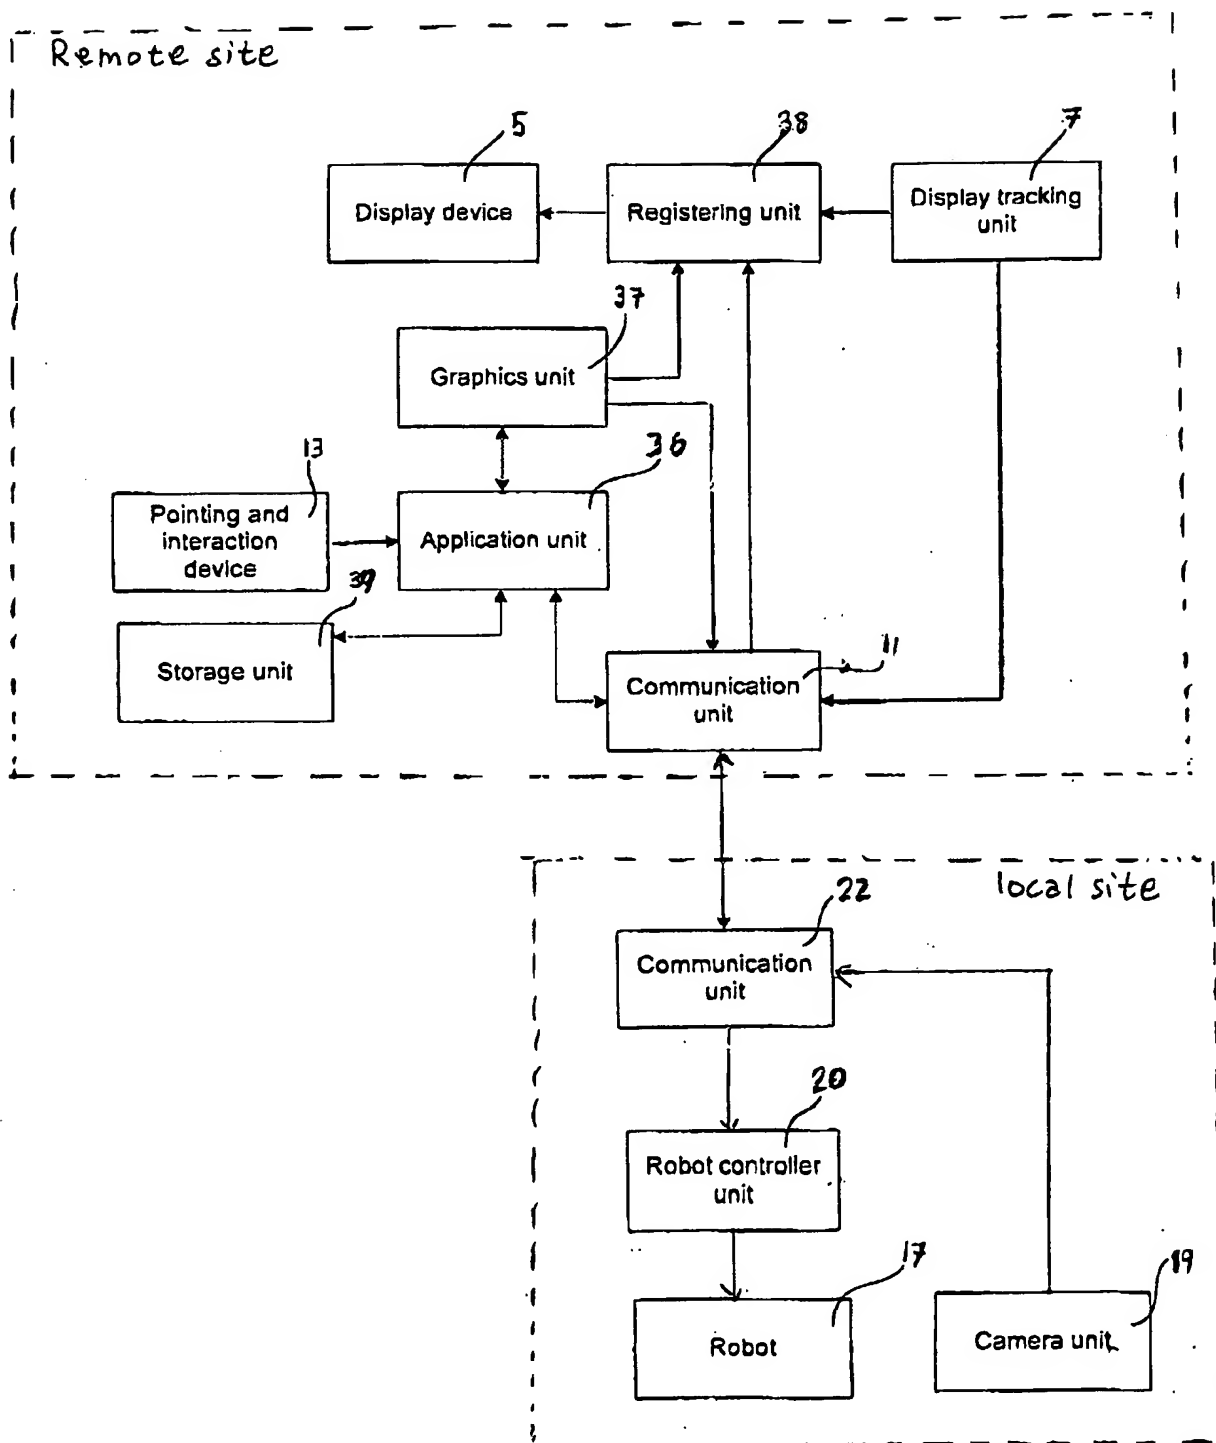 Remote site
5
38
7
Display device
Registering unit
Display tracking
unit
37
Graphics unit
13
36
Pointing and
interaction
device
Application unit
39
Storage unit
11
Communication
unit
local site
22
Communication
unit
20
Robot controller
unit
17
19
Robot
Camera unit